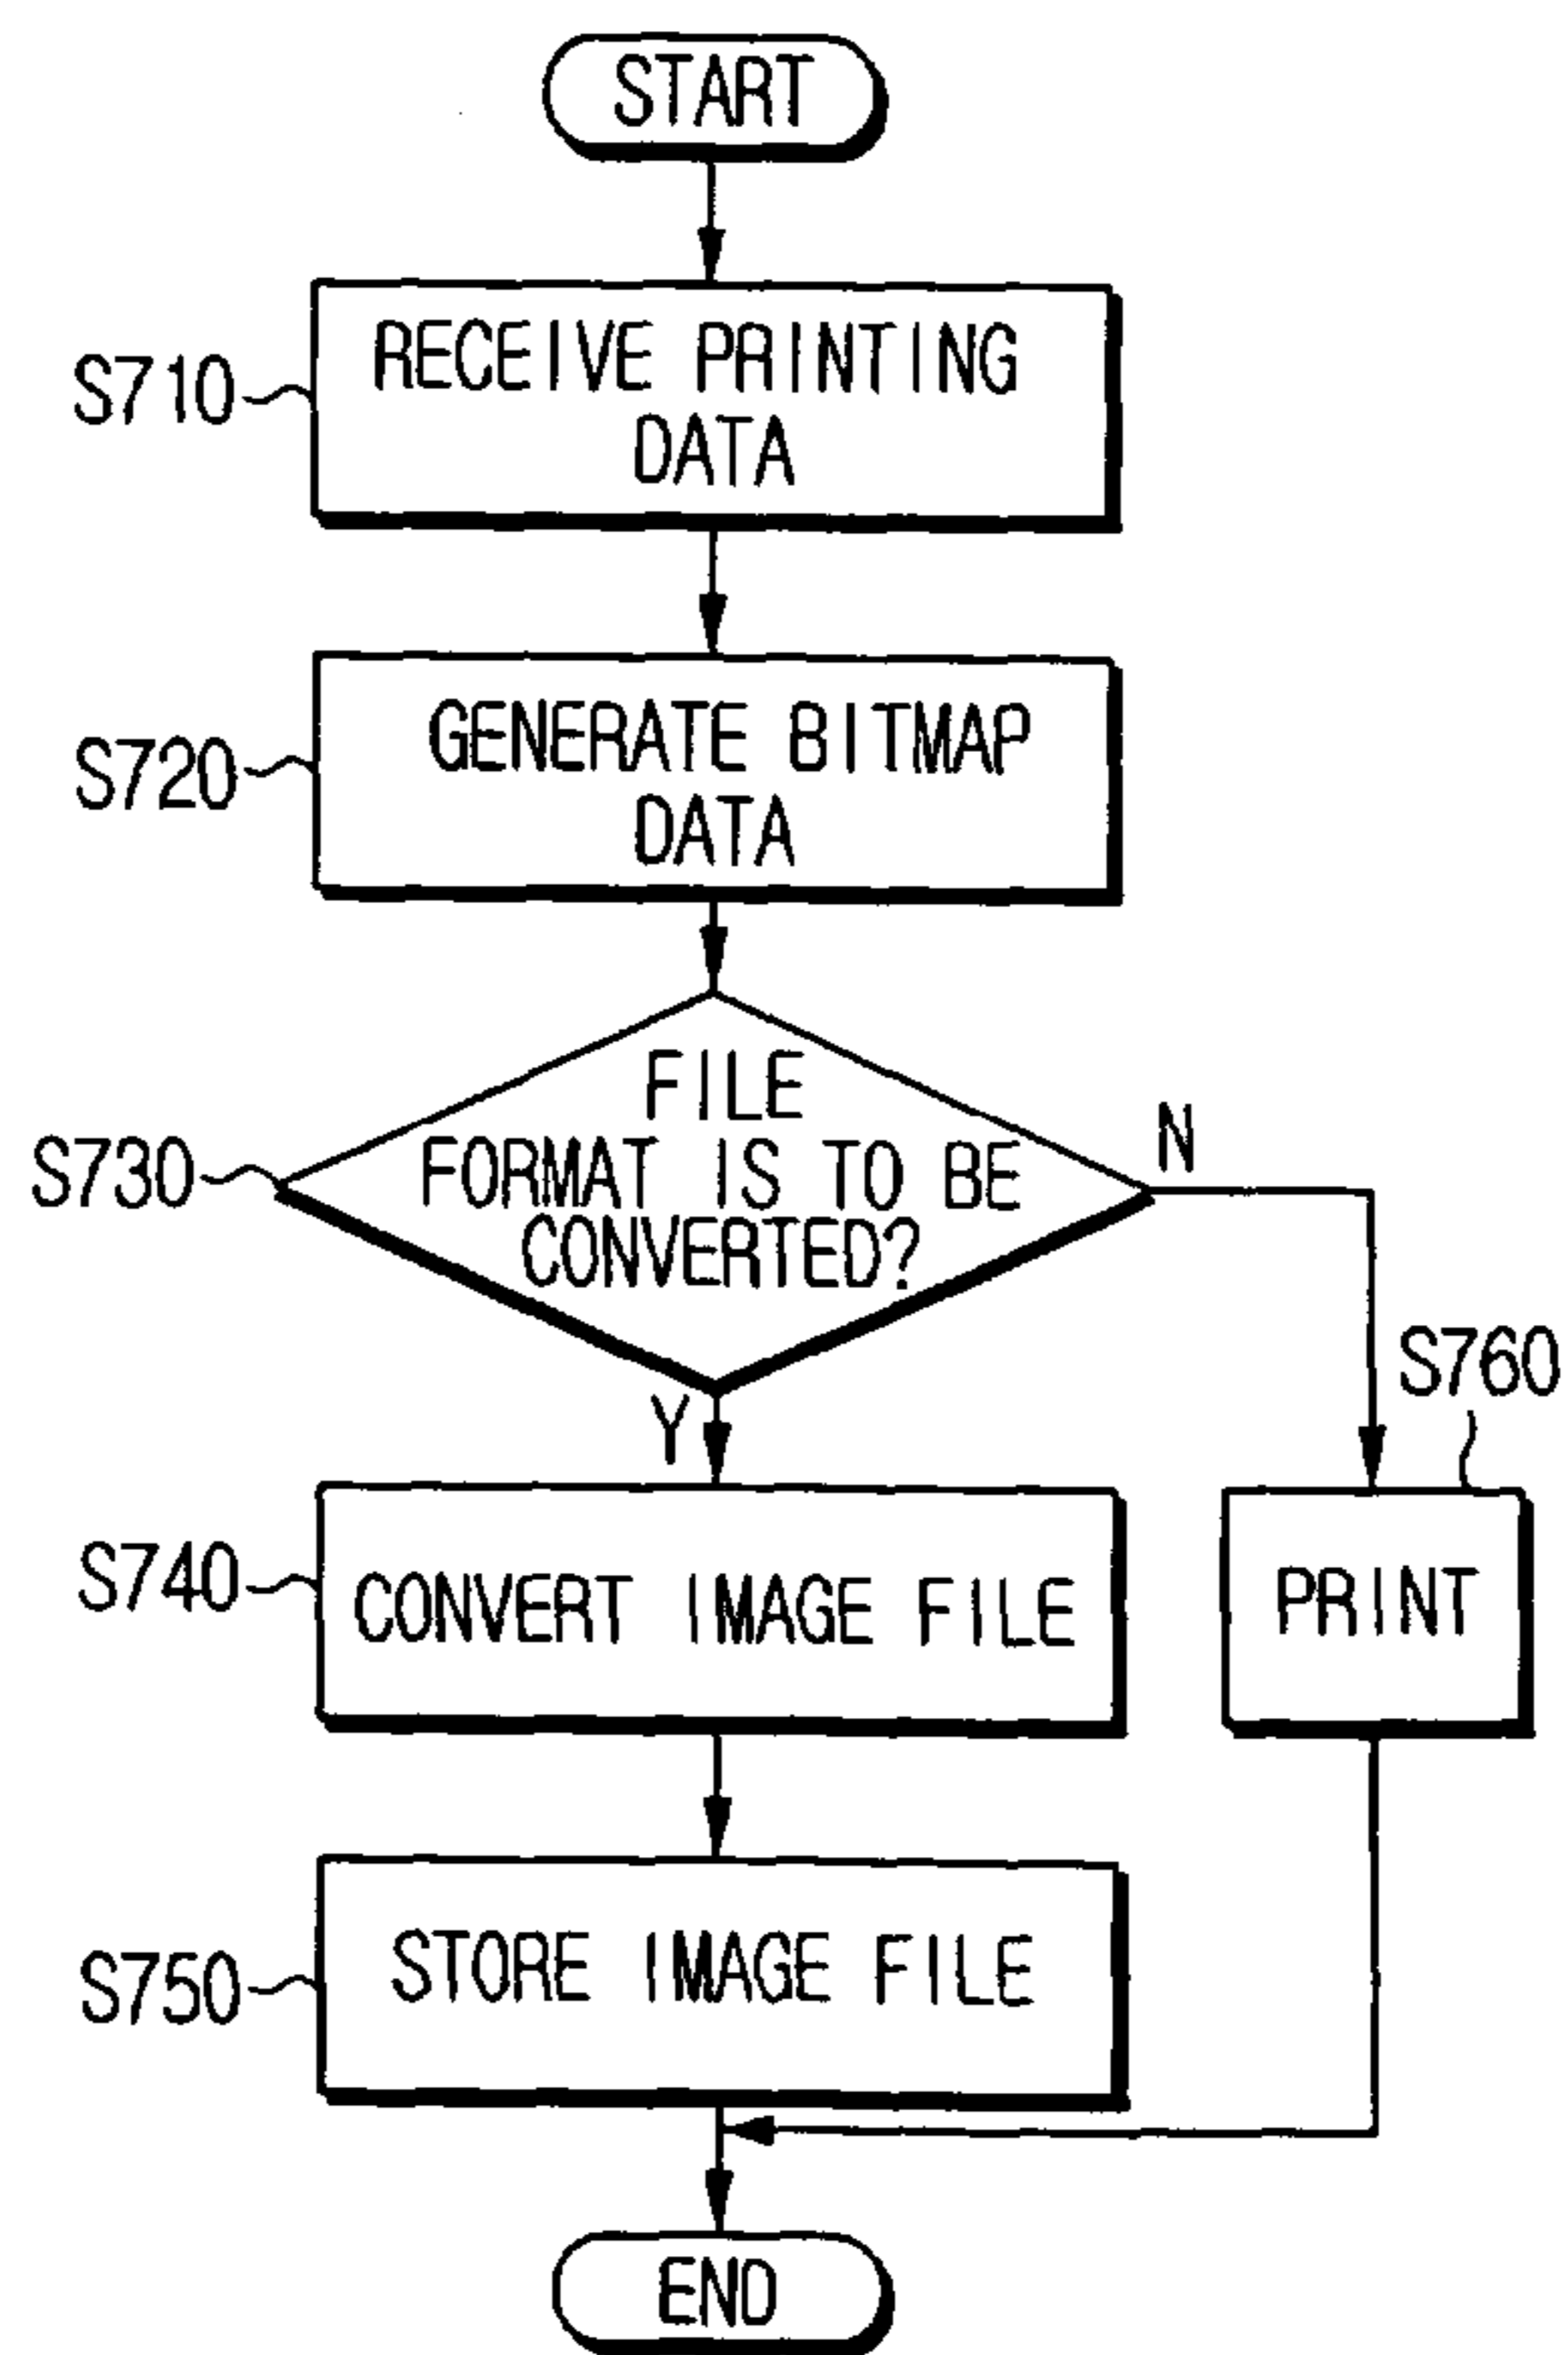 START
S710
RECEIVE PRINTING
DATA
S720
GENERATE BITMAP
DATA
S730
FILE
FORMAT IS TO BE
CONVERTED?
N
Y
S740
CONVERT IMAGE FILE
S760
PRINT
S750
STORE IMAGE FILE
END